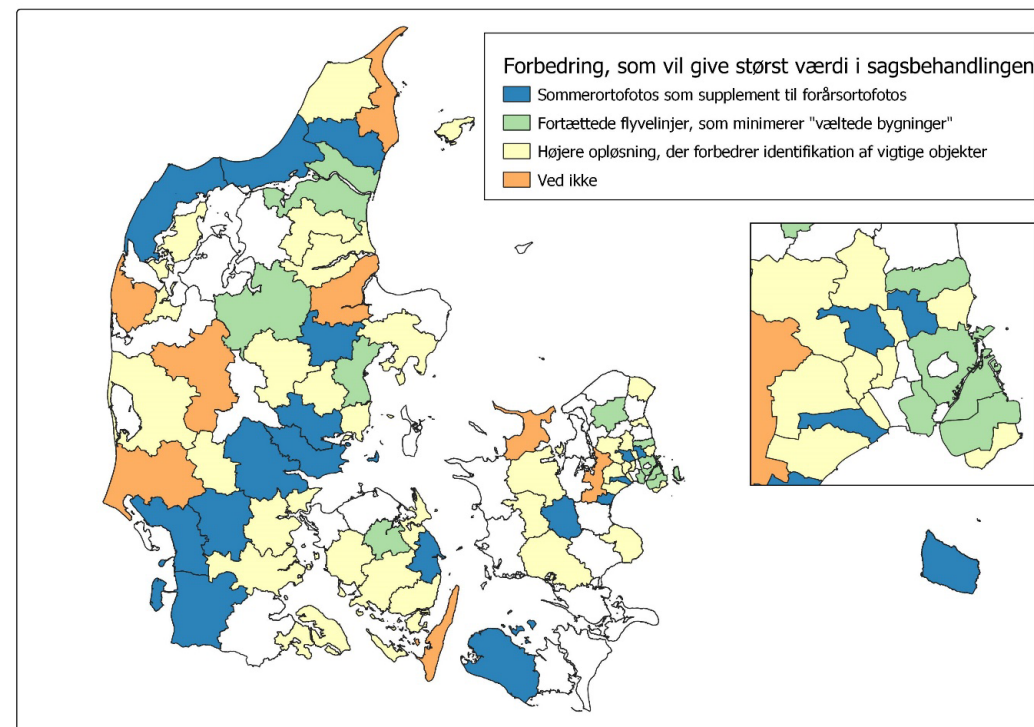 Forbedring, som vil give størst værdi i sagsbehandlingen
Sommerortofotos som supplement til forårsortofotos
Fortættede flyvelinjer, som minimerer "væltede bygninger"
Højere opløsning, der forbedrer identifikation af vigtige objekter
Ved ikke